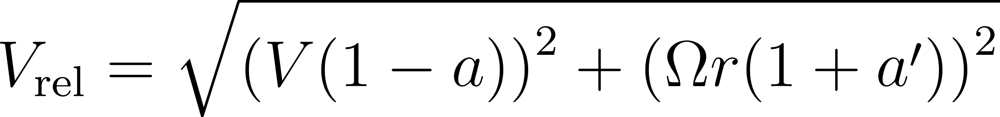 V_rel = √((V(1 − a))² + (Ωr(1 + a′))²)